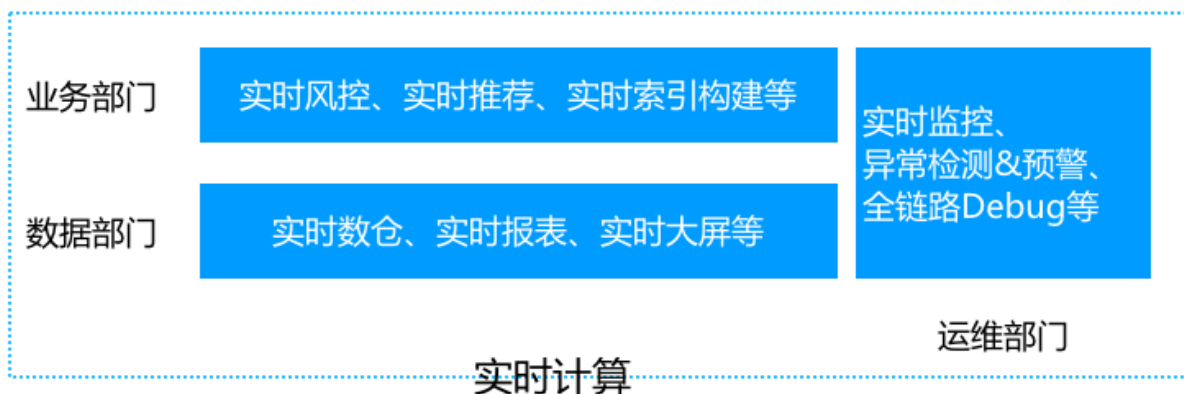 业务部门
实时风控、实时推荐、实时索引构建等
数据部门
实时数仓、实时报表、实时大屏等
实时监控、
异常检测&预警、
全链路Debug等
运维部门
实时计算